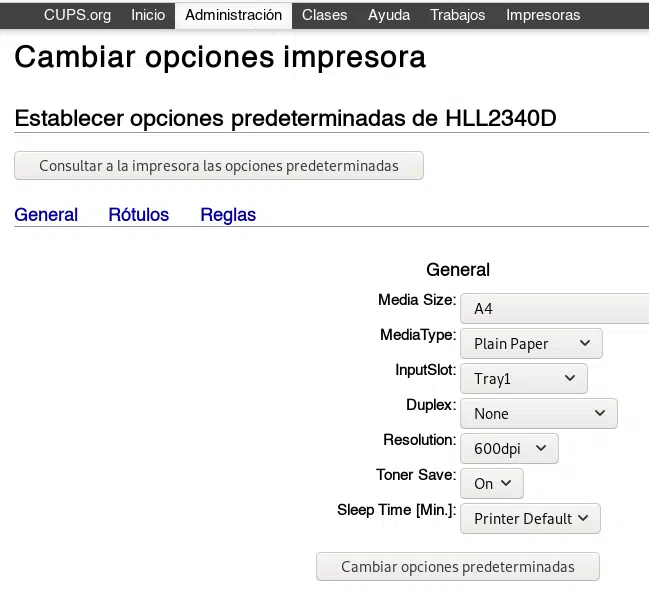 CUPS.org Inicio Administración Clases Ayuda Trabajos Impresoras
Cambiar opciones impresora
Establecer opciones predeterminadas de HLL2340D
Consultar a la impresora las opciones predeterminadas
General Rótulos Reglas
General
Media Size: A4
MediaType: Plain Paper
InputSlot: Tray1
Duplex: None
Resolution: 600dpi
Toner Save: On
Sleep Time [Min.]: Printer Default
Cambiar opciones predeterminadas